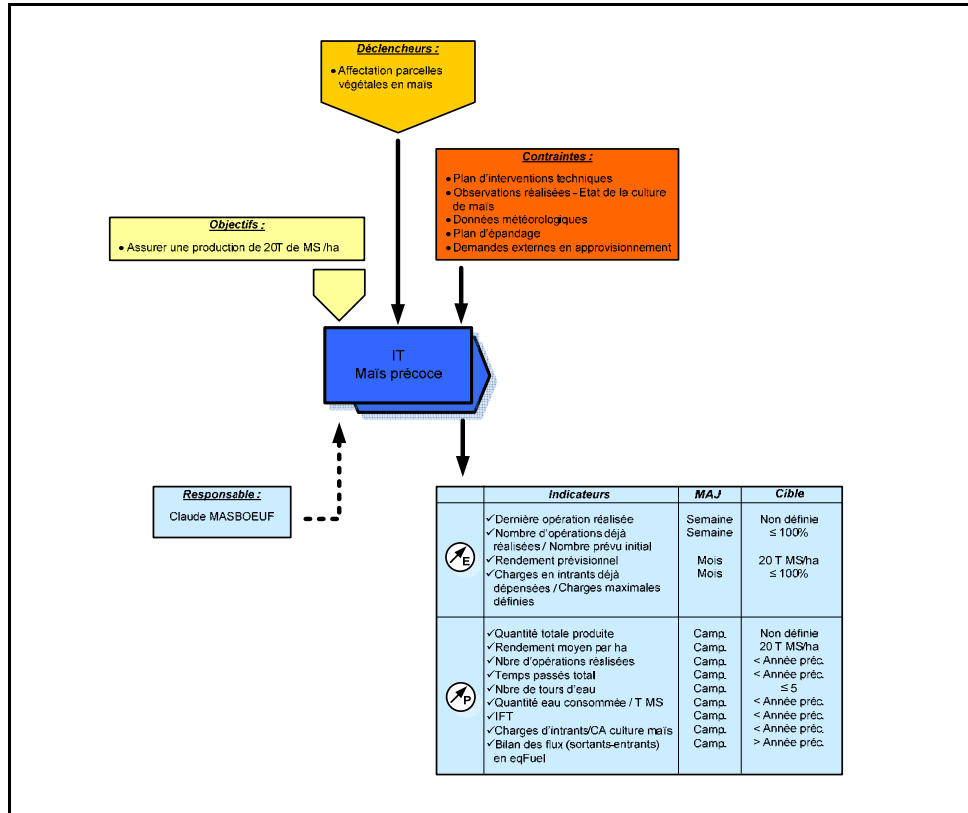 Déclencheurs :
• Affectation parcelles
végétales en maïs
Contraintes :
• Plan d'interventions techniques
• Observations réalisées – Etat de la culture
de maïs
• Données météorologiques
• Plan d'épandage
• Demandes externes en approvisionnement
Objectifs :
• Assurer une production de 20T de MS /ha
IT
Maïs précoce
Responsable :
Claude MASBOEUF
Indicateurs MAJ Cible
E
✓Dernière opération réalisée Semaine Non définie
✓Nombre d'opérations déjà Semaine ≤ 100%
réalisées / Nombre prévu initial
✓Rendement prévisionnel Mois 20 T MS/ha
✓Charges en intrants déjà Mois ≤ 100%
dépensées / Charges maximales
définies
P
✓Quantité totale produite Camp. Non définie
✓Rendement moyen par ha Camp. 20 T MS/ha
✓Nbre d'opérations réalisées Camp. < Année préc.
✓Temps passés total Camp. < Année préc.
✓Nbre de tours d'eau Camp. ≤ 5
✓Quantité eau consommée / T MS Camp. < Année préc.
✓IFT Camp. < Année préc.
✓Charges d'intrants/CA culture maïs Camp. < Année préc.
✓Bilan des flux (sortants-entrants) Camp. > Année préc.
en eqFuel